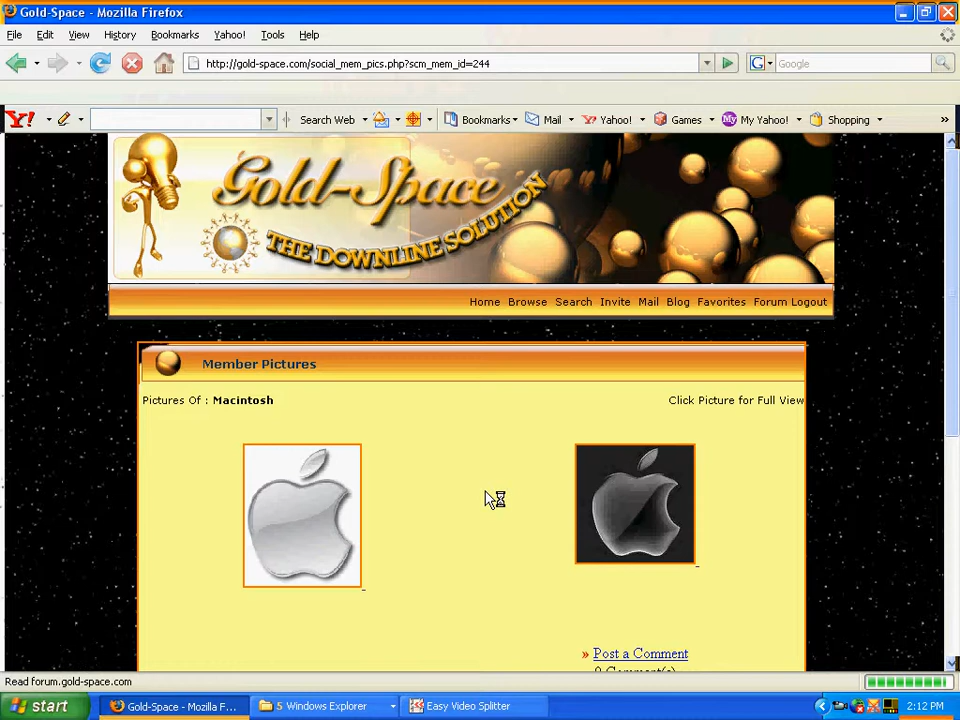 Gold-Space - Mozilla Firefox
File Edit View History Bookmarks Yahoo! Tools Help
http://gold-space.com/social_mem_pics.php?scm_mem_id=244
G Google
Y! Search Web Bookmarks Mail Yahoo! Games My Yahoo! Shopping »
Gold-Space
THE DOWNLINE SOLUTION
Home Browse Search Invite Mail Blog Favorites Forum Logout
Member Pictures
Pictures Of : Macintosh Click Picture for Full View
» Post a Comment
0 Comment(s)
Read forum.gold-space.com
start Gold-Space - Mozilla F... 5 Windows Explorer Easy Video Splitter 2:12 PM